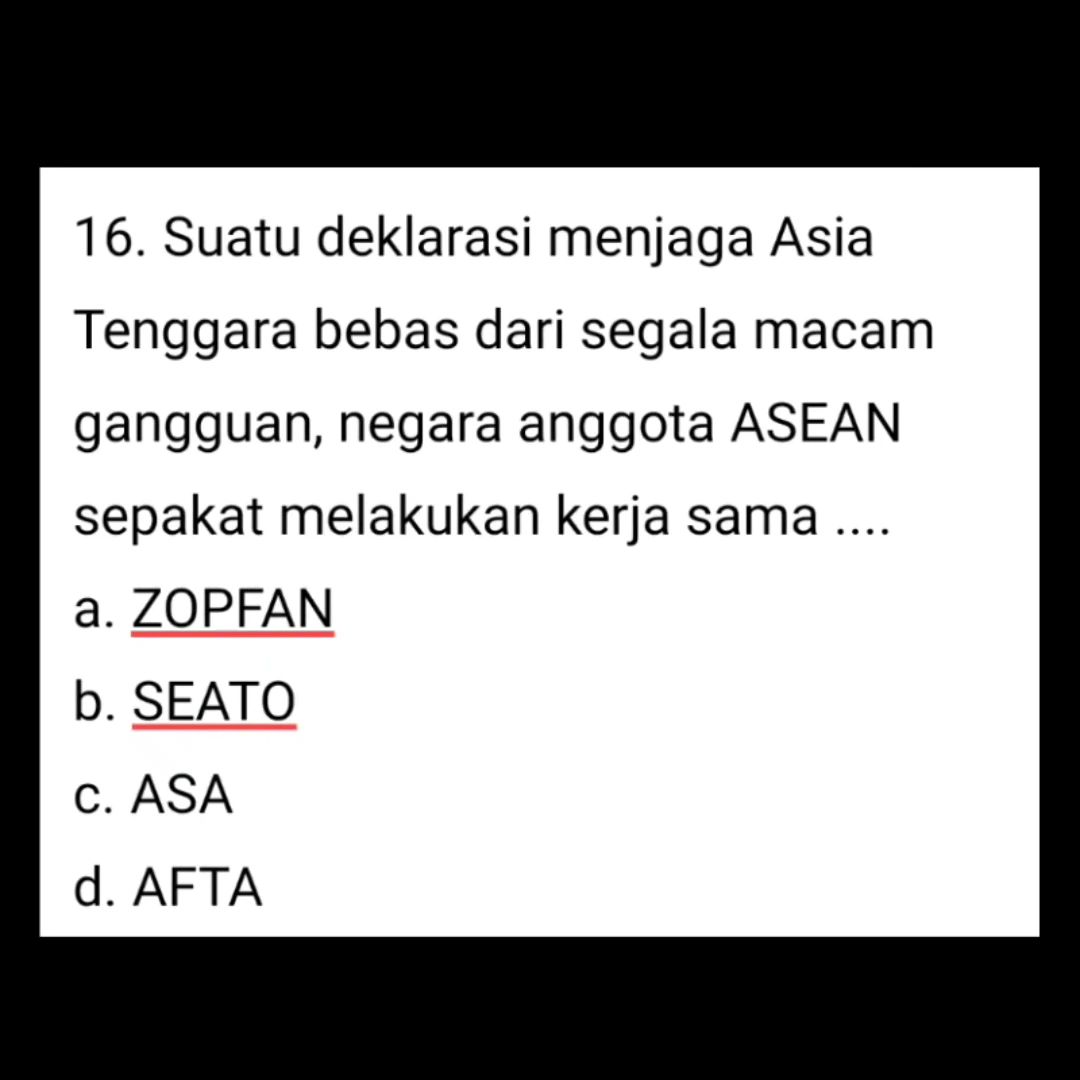 16. Suatu deklarasi menjaga Asia
Tenggara bebas dari segala macam
gangguan, negara anggota ASEAN
sepakat melakukan kerja sama ....
a. ZOPFAN
b. SEATO
c. ASA
d. AFTA